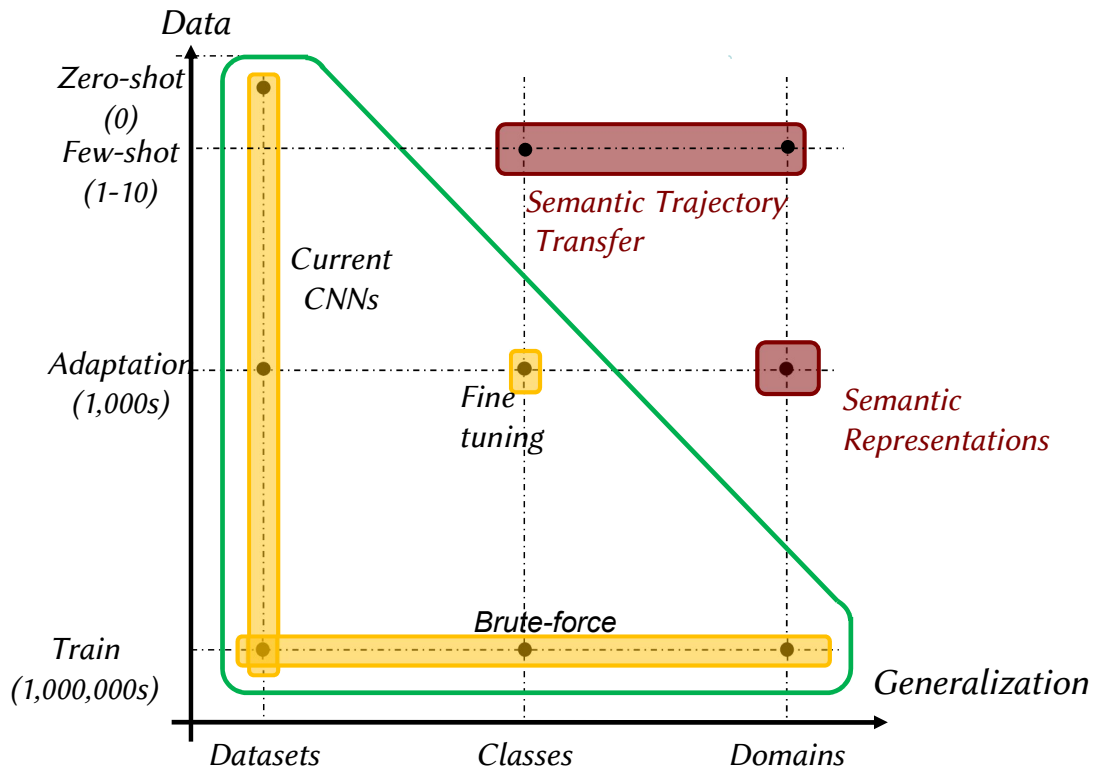 Data
Zero-shot
(0)
Few-shot
(1-10)
Semantic Trajectory
Transfer
Current
CNNs
Adaptation
(1,000s)
Fine
tuning
Semantic
Representations
Brute-force
Train
(1,000,000s)
Generalization
Datasets
Classes
Domains